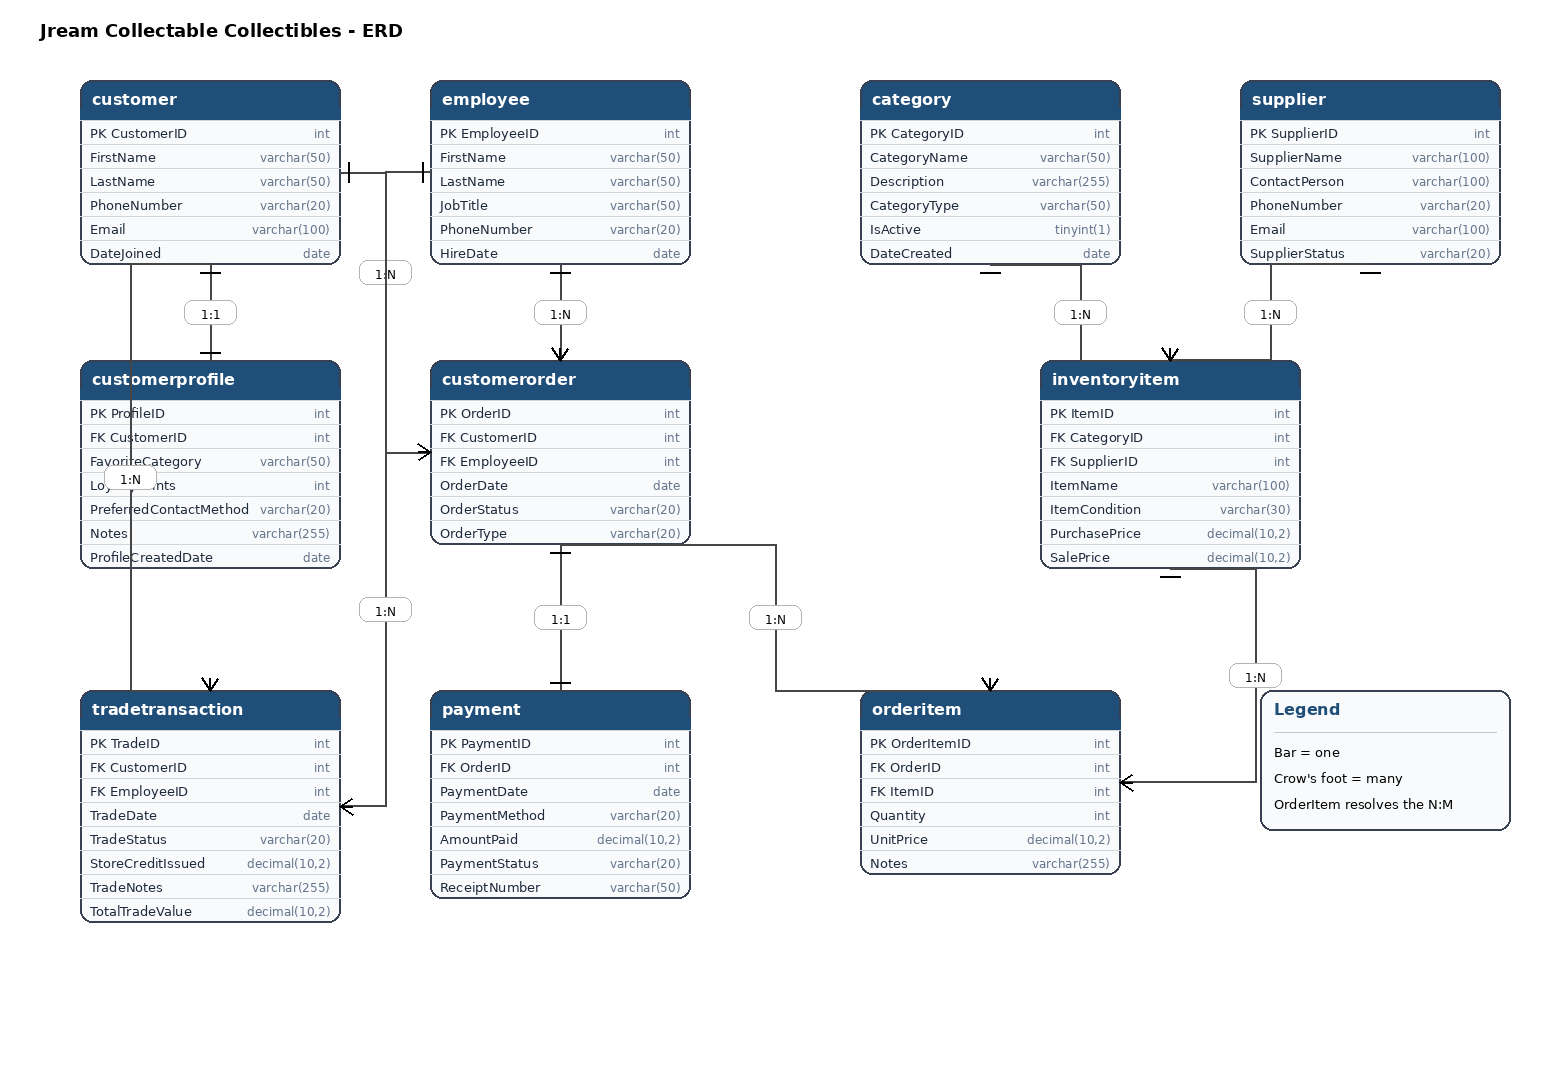 Jream Collectable Collectibles - ERD
customer
PK CustomerID int
FirstName varchar(50)
LastName varchar(50)
PhoneNumber varchar(20)
Email varchar(100)
DateJoined date
employee
PK EmployeeID int
FirstName varchar(50)
LastName varchar(50)
JobTitle varchar(50)
PhoneNumber varchar(20)
HireDate date
category
PK CategoryID int
CategoryName varchar(50)
Description varchar(255)
CategoryType varchar(50)
IsActive tinyint(1)
DateCreated date
supplier
PK SupplierID int
SupplierName varchar(100)
ContactPerson varchar(100)
PhoneNumber varchar(20)
Email varchar(100)
SupplierStatus varchar(20)
1:N
1:1
1:N
1:N
1:N
customerprofile
PK ProfileID int
FK CustomerID int
FavoriteCategory varchar(50)
1:N
int
PreferredContactMethod varchar(20)
Notes varchar(255)
ProfileCreatedDate date
customerorder
PK OrderID int
FK CustomerID int
FK EmployeeID int
OrderDate date
OrderStatus varchar(20)
OrderType varchar(20)
inventoryitem
PK ItemID int
FK CategoryID int
FK SupplierID int
ItemName varchar(100)
ItemCondition varchar(30)
PurchasePrice decimal(10,2)
SalePrice decimal(10,2)
1:N
1:1
1:N
1:N
tradetransaction
PK TradeID int
FK CustomerID int
FK EmployeeID int
TradeDate date
TradeStatus varchar(20)
StoreCreditIssued decimal(10,2)
TradeNotes varchar(255)
TotalTradeValue decimal(10,2)
payment
PK PaymentID int
FK OrderID int
PaymentDate date
PaymentMethod varchar(20)
AmountPaid decimal(10,2)
PaymentStatus varchar(20)
ReceiptNumber varchar(50)
orderitem
PK OrderItemID int
FK OrderID int
FK ItemID int
Quantity int
UnitPrice decimal(10,2)
Notes varchar(255)
Legend
Bar = one
Crow's foot = many
OrderItem resolves the N:M